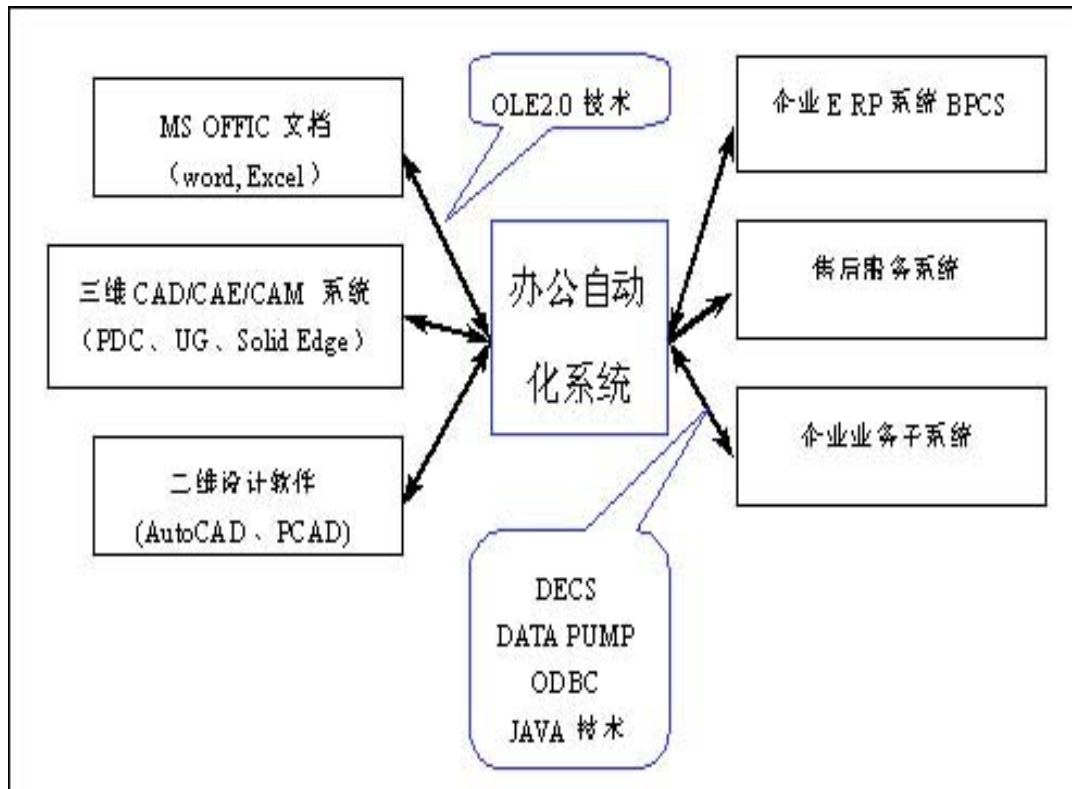 MS OFFIC 文档
（word, Excel）
OLE2.0 技术
企业 E RP 系统 BPCS
三维 CAD/CAE/CAM 系统
（PDC、UG、Solid Edge）
办公自动
化系统
售后服务系统
二维设计软件
(AutoCAD、PCAD)
企业业务子系统
DECS
DATA PUMP
ODBC
JAVA 技术